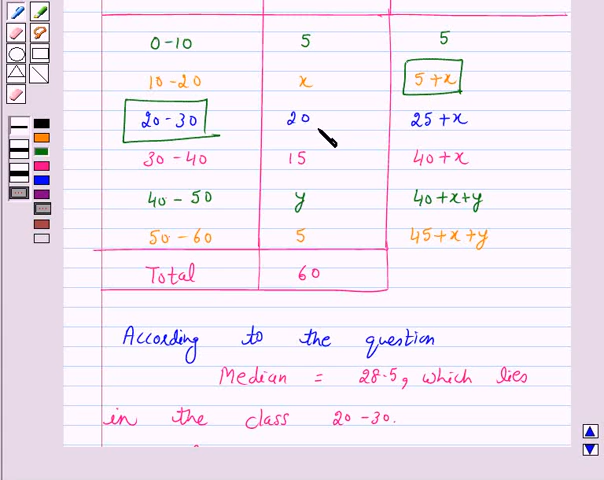 0-10 5 5
10-20 x 5+x
20-30 20 25+x
30-40 15 40+x
40-50 y 40+x+y
50-60 5 45+x+y
Total 60
According to the question
Median = 28.5, which lies
in the class 20-30.